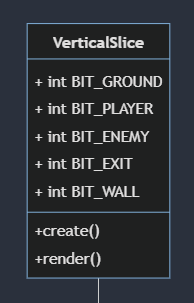 VerticalSlice
+ int BIT_GROUND
+ int BIT_PLAYER
+ int BIT_ENEMY
+ int BIT_EXIT
+ int BIT_WALL
+create()
+render()